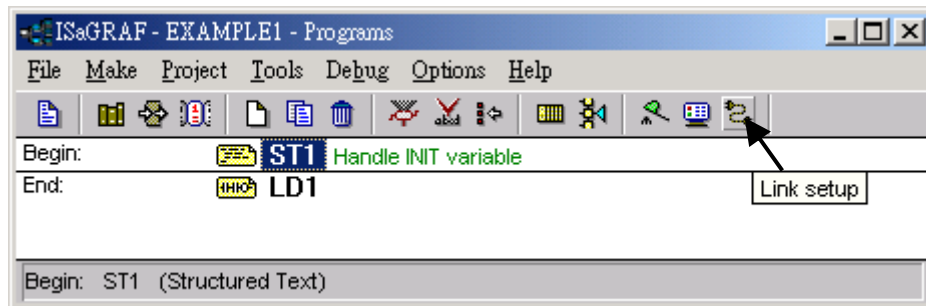 ISaGRAF - EXAMPLE1 - Programs
File Make Project Tools Debug Options Help
Begin: ST1 Handle INIT variable
End: LD1
Link setup
Begin: ST1 (Structured Text)